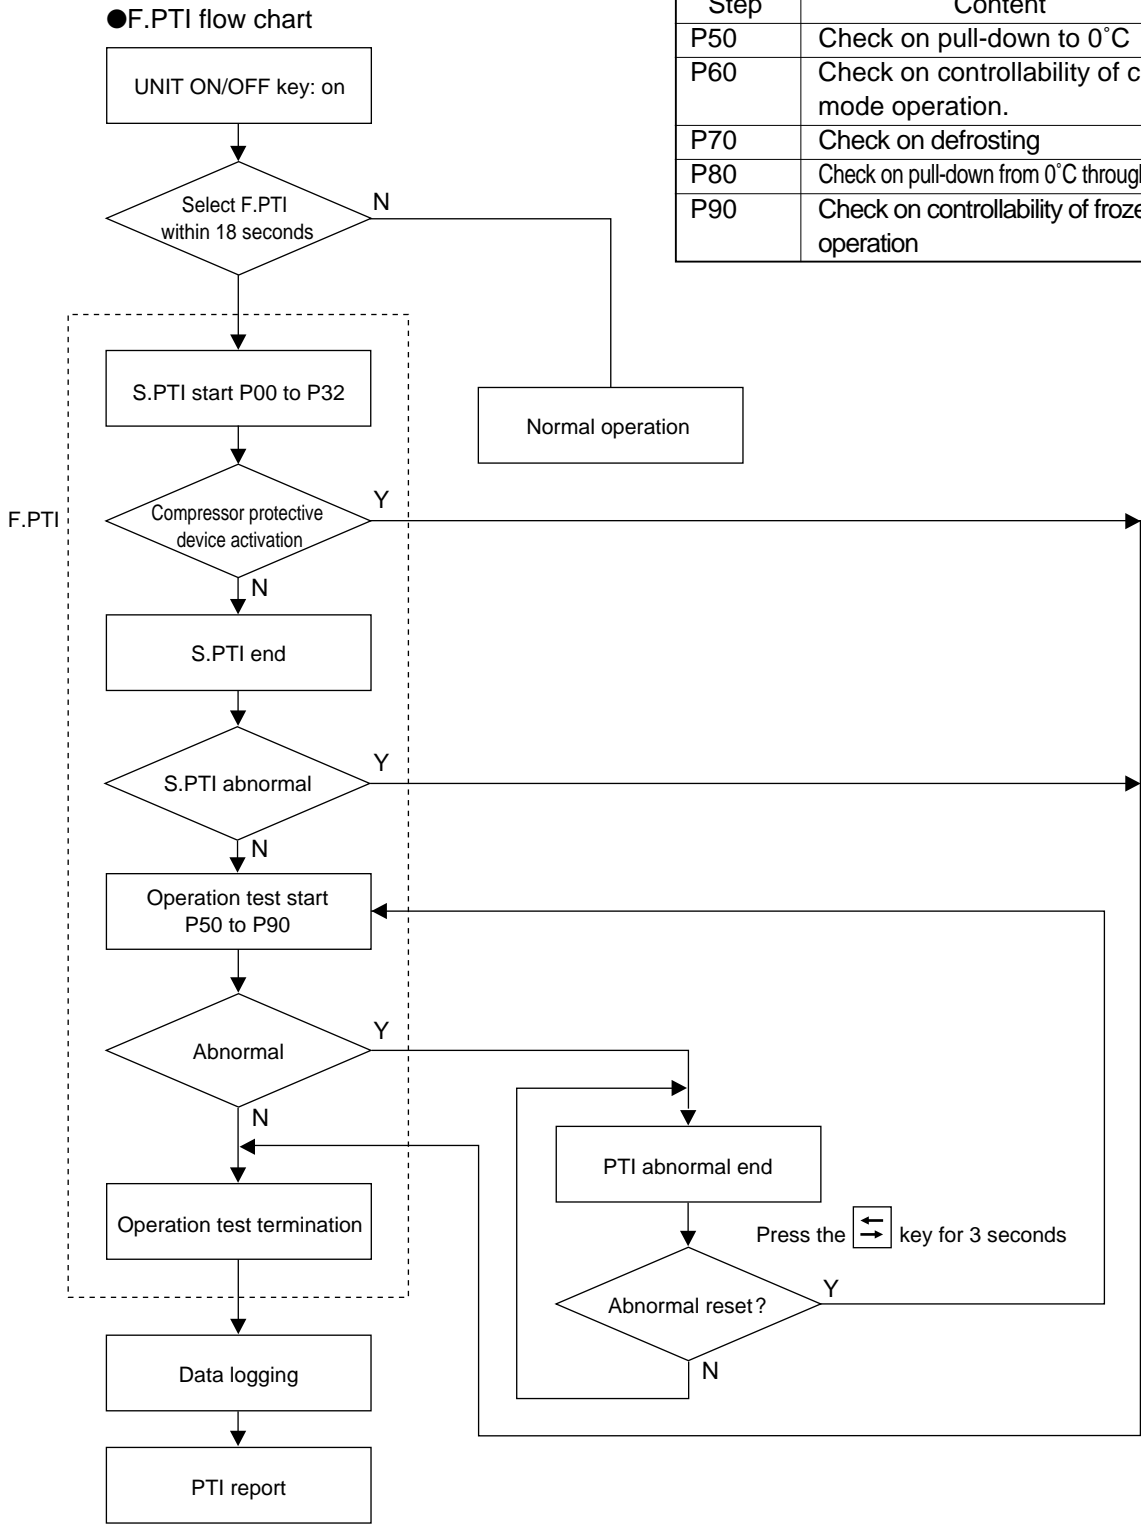 ●F.PTI flow chart
Step Content
P50 Check on pull-down to 0˚C
P60 Check on controllability of
mode operation.
P70 Check on defrosting
P80 Check on pull-down from 0˚C through
P90 Check on controllability of
operation
UNIT ON/OFF key: on
Select F.PTI
within 18 seconds
N
S.PTI start P00 to P32
Normal operation
F.PTI
Compressor protective
device activation
Y
N
S.PTI end
S.PTI abnormal
Y
N
Operation test start
P50 to P90
Abnormal
Y
N
PTI abnormal end
Operation test termination
Press the key for 3 seconds
Abnormal reset?
Y
N
Data logging
PTI report